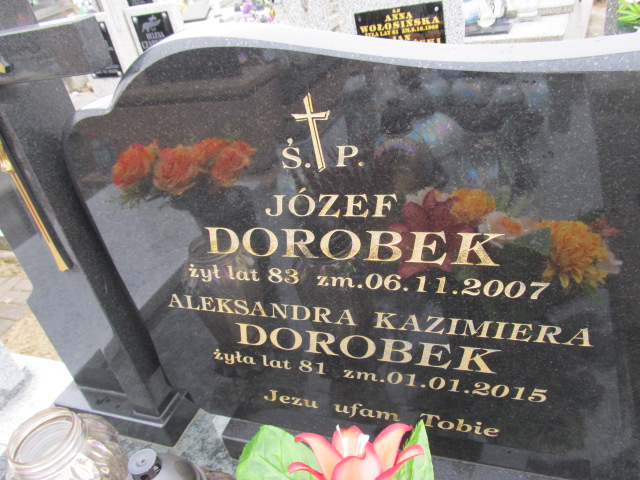 Ś. P.
JÓZEF
DOROBEK
żył lat 83 zm.06.11.2007
ALEKSANDRA KAZIMIERA
DOROBEK
żyła lat 81 zm.01.01.2015
Jezu ufam Tobie
Ś.P.
ANNA
WOŁOSIŃSKA
JAN